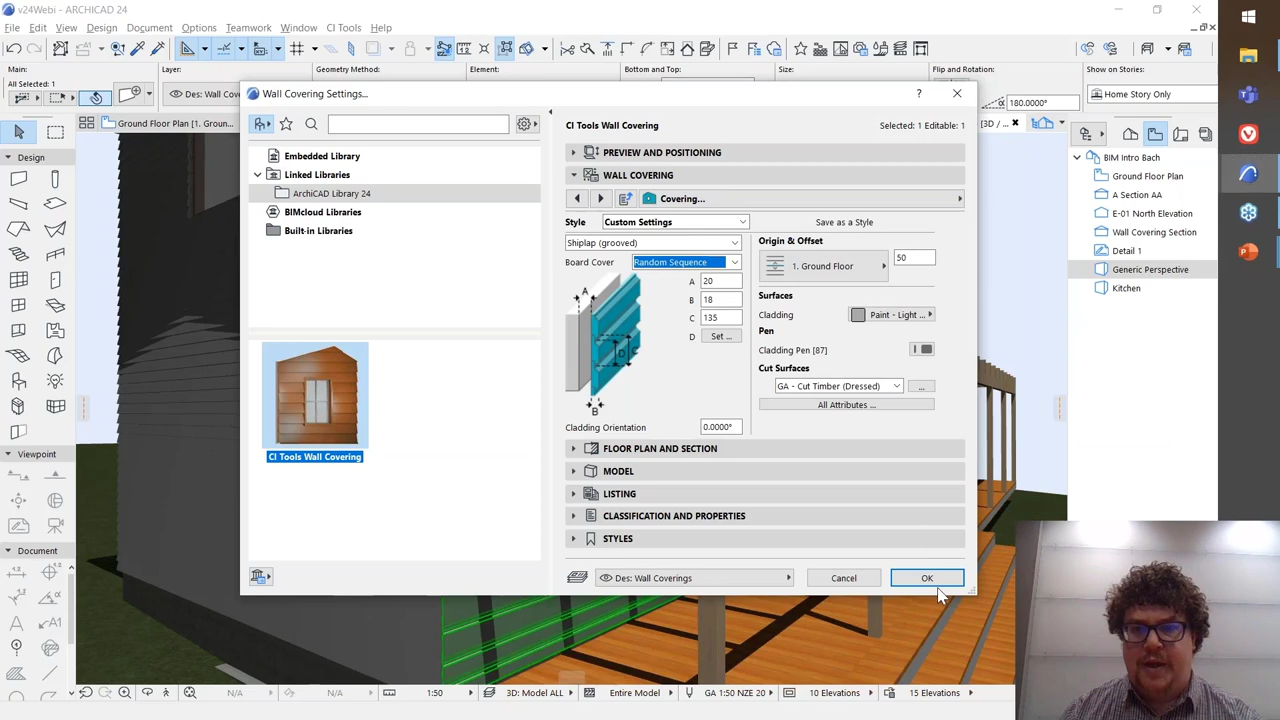 v24Webi - ARCHICAD 24
File Edit View Design Document Options Teamwork Window CI Tools Help
Main:
All Selected: 1
Layer:
Geometry Method:
Element:
Bottom and Top:
Size:
Flip and Rotation:
Show on Stories:
Des: Wall
180.0000°
Home Story Only
Ground Floor Plan [1. Groun...
[3D /
Design
Viewpoint
Document
Wall Covering Settings...
?
Embedded Library
Linked Libraries
ArchiCAD Library 24
BIMcloud Libraries
Built-in Libraries
CI Tools Wall Covering
CI Tools Wall Covering
Selected: 1 Editable: 1
PREVIEW AND POSITIONING
WALL COVERING
Covering...
Style Custom Settings Save as a Style
Shiplap (grooved)
Board Cover Random Sequence
A 20
B 18
C 135
D Set ...
A
D C
B
Cladding Orientation 0.0000°
Origin & Offset
1. Ground Floor 50
Surfaces
Cladding Paint - Light ...
Pen
Cladding Pen [87]
Cut Surfaces
GA - Cut Timber (Dressed) ...
All Attributes ...
FLOOR PLAN AND SECTION
MODEL
LISTING
CLASSIFICATION AND PROPERTIES
STYLES
Des: Wall Coverings
Cancel
OK
BIM Intro Bach
Ground Floor Plan
A Section AA
E-01 North Elevation
Wall Covering Section
Detail 1
Generic Perspective
Kitchen
N/A
N/A
1:50
3D: Model ALL
Entire Model
GA 1:50 NZE 20
10 Elevations
15 Elevations